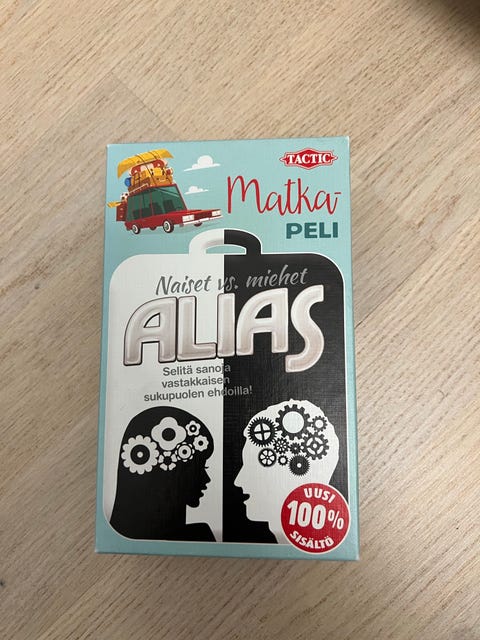 TACTIC
Matka-
PELI
Naiset vs. miehet
ALIAS
Selitä sanoja
vastakkaisen
sukupuolen ehdoilla!
UUSI
100%
SISÄLTÖ